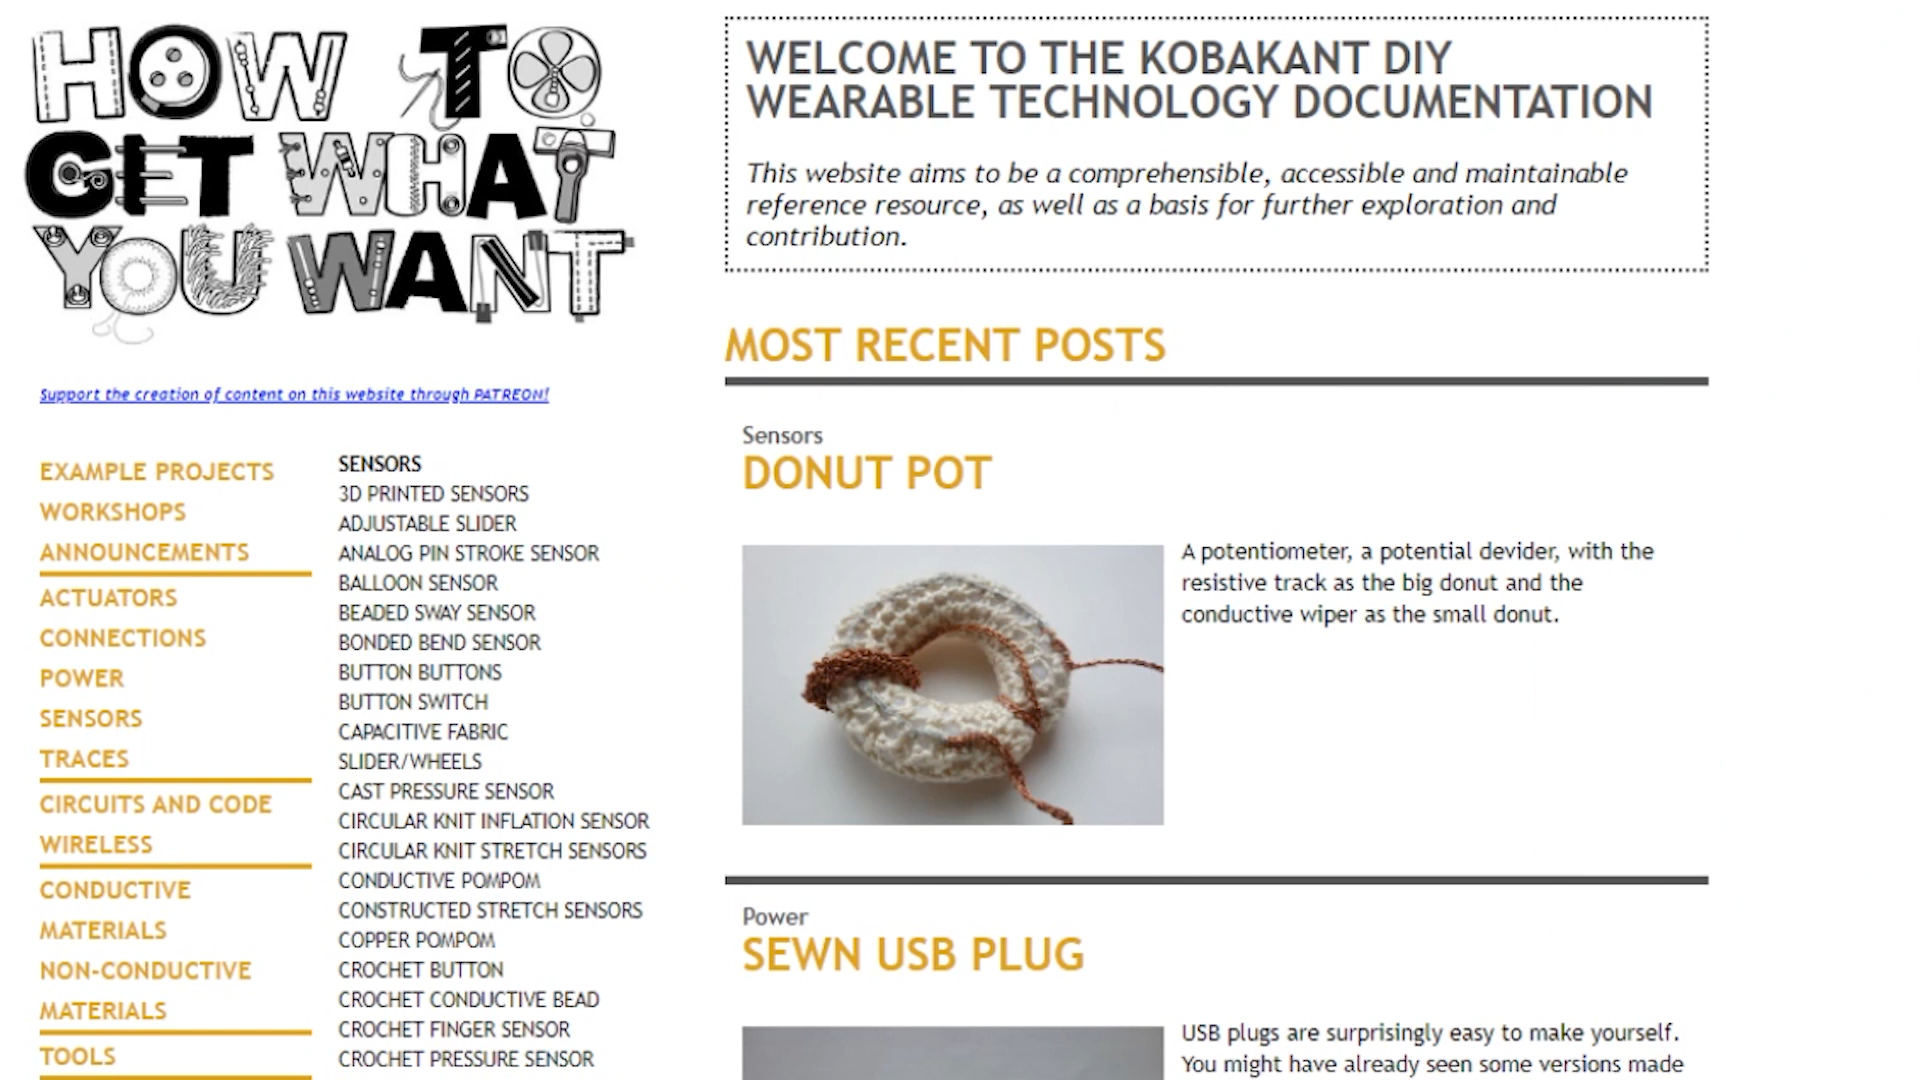 HOW TO
GET WHAT
YOU WANT
Support the creation of content on this website through PATREON!
EXAMPLE PROJECTS
WORKSHOPS
ANNOUNCEMENTS
ACTUATORS
CONNECTIONS
POWER
SENSORS
TRACES
CIRCUITS AND CODE
WIRELESS
CONDUCTIVE
MATERIALS
NON-CONDUCTIVE
MATERIALS
TOOLS
SENSORS
3D PRINTED SENSORS
ADJUSTABLE SLIDER
ANALOG PIN STROKE SENSOR
BALLOON SENSOR
BEADED SWAY SENSOR
BONDED BEND SENSOR
BUTTON BUTTONS
BUTTON SWITCH
CAPACITIVE FABRIC
SLIDER/WHEELS
CAST PRESSURE SENSOR
CIRCULAR KNIT INFLATION SENSOR
CIRCULAR KNIT STRETCH SENSORS
CONDUCTIVE POMPOM
CONSTRUCTED STRETCH SENSORS
COPPER POMPOM
CROCHET BUTTON
CROCHET CONDUCTIVE BEAD
CROCHET FINGER SENSOR
CROCHET PRESSURE SENSOR
WELCOME TO THE KOBAKANT DIY
WEARABLE TECHNOLOGY DOCUMENTATION
This website aims to be a comprehensible, accessible and maintainable
reference resource, as well as a basis for further exploration and
contribution.
MOST RECENT POSTS
Sensors
DONUT POT
A potentiometer, a potential devider, with the
resistive track as the big donut and the
conductive wiper as the small donut.
Power
SEWN USB PLUG
USB plugs are surprisingly easy to make yourself.
You might have already seen some versions made